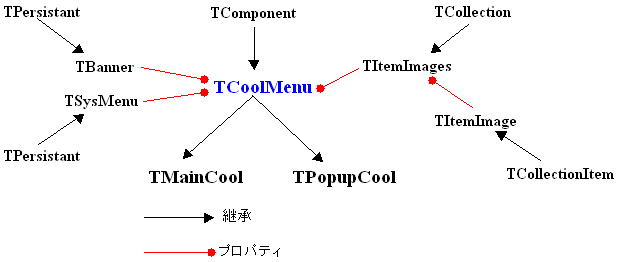 TPersistant
TComponent
TCollection
TBanner
TItemImages
TCoolMenu
TSysMenu
TItemImage
TPersistant
TCollectionItem
TMainCool
TPopupCool
継承
プロパティ